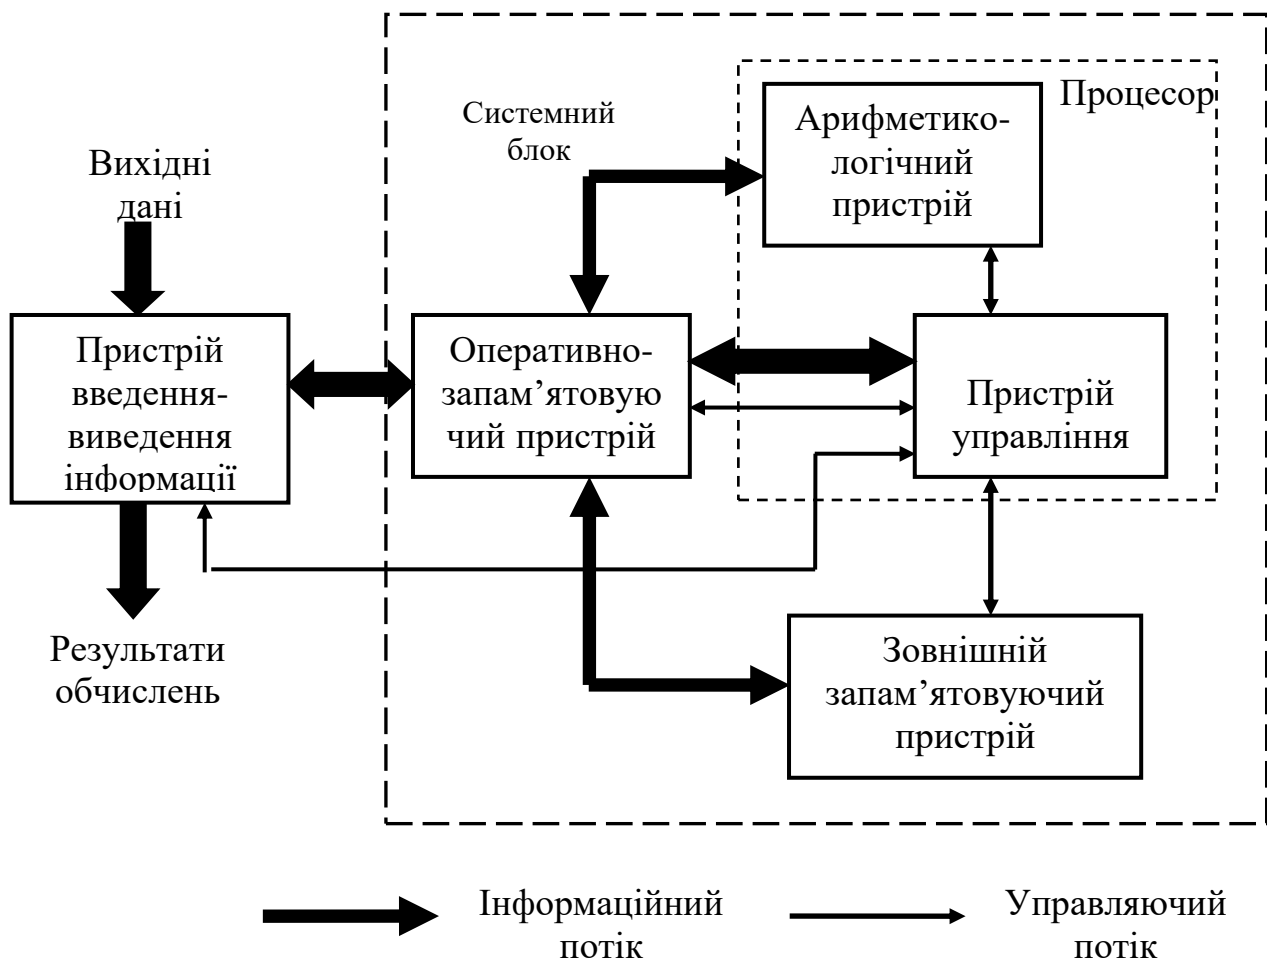 Процесор
Системний
блок
Арифметико-
логічний
пристрій
Вихідні
дані
Пристрій
введення-
виведення
інформації
Оперативно-
запам’ятовую
чий пристрій
Пристрій
управління
Результати
обчислень
Зовнішній
запам’ятовуючий
пристрій
Інформаційний
потік
Управляючий
потік